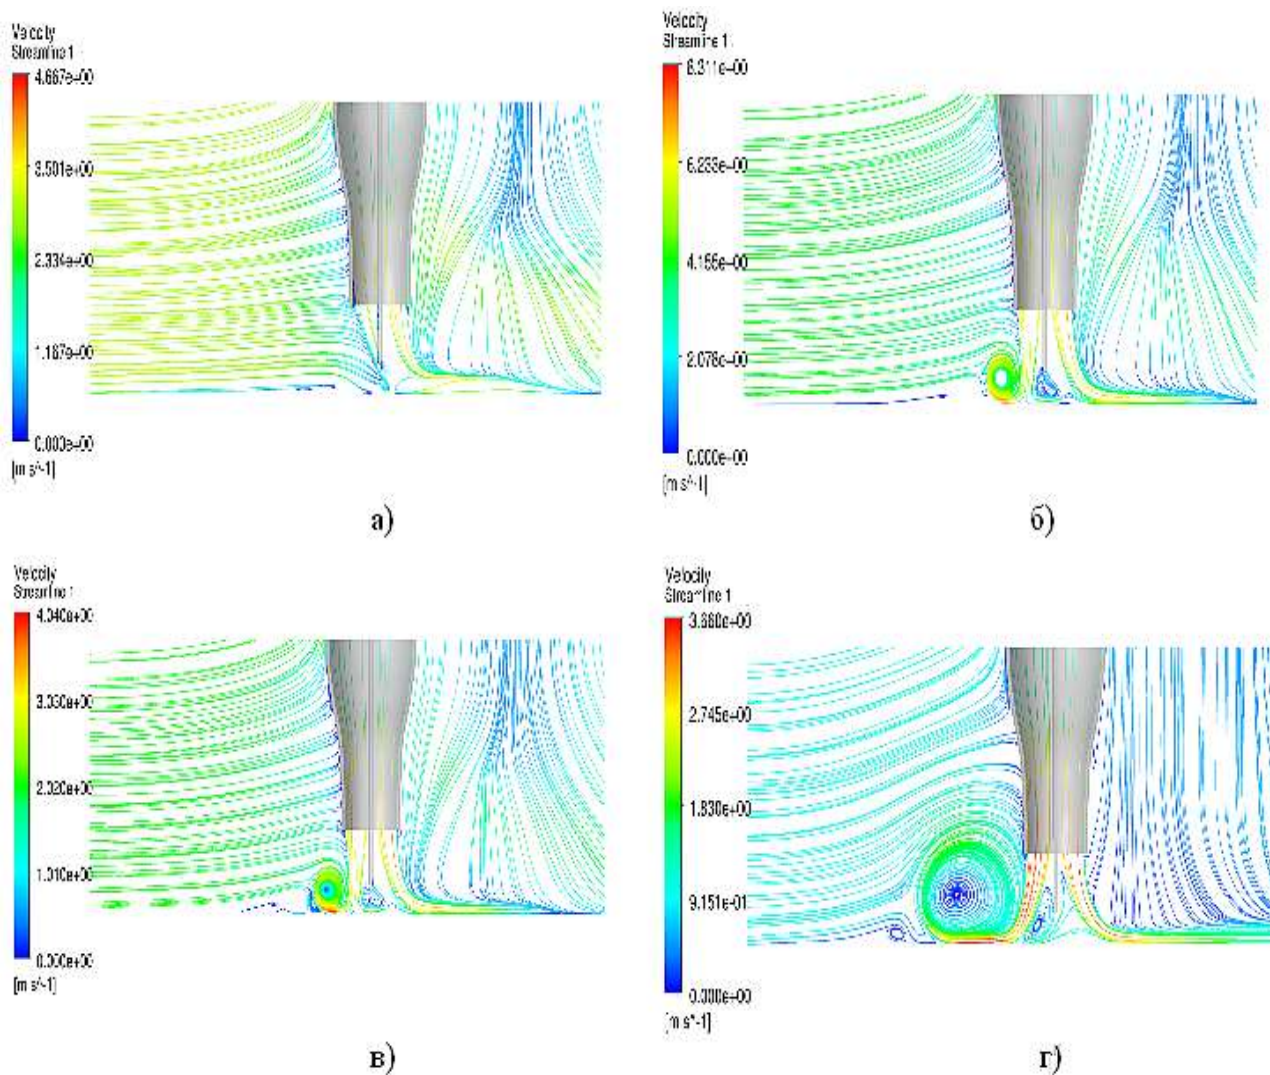 Velocity
Streamline 1
4.667e+00
3.501e+00
2.334e+00
1.167e+00
0.000e+00
[m s^-1]
а)
Velocity
Streamline 1
8.311e+00
6.233e+00
4.155e+00
2.078e+00
0.000e+00
[m s^-1]
б)
Velocity
Streamline 1
4.040e+00
3.030e+00
2.020e+00
1.010e+00
0.000e+00
[m s^-1]
в)
Velocity
Streamline 1
3.660e+00
2.745e+00
1.830e+00
9.151e-01
0.000e+00
[m s^-1]
г)